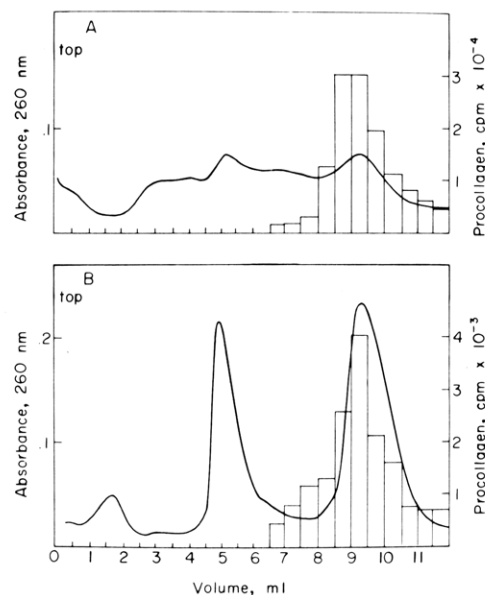 A
top
Absorbance, 260 nm
.1
3
2
1
Procollagen, cpm x 10⁻⁴
B
top
Absorbance, 260 nm
.2
.1
4
3
2
1
Procollagen, cpm x 10⁻³
0 1 2 3 4 5 6 7 8 9 10 11
Volume, ml